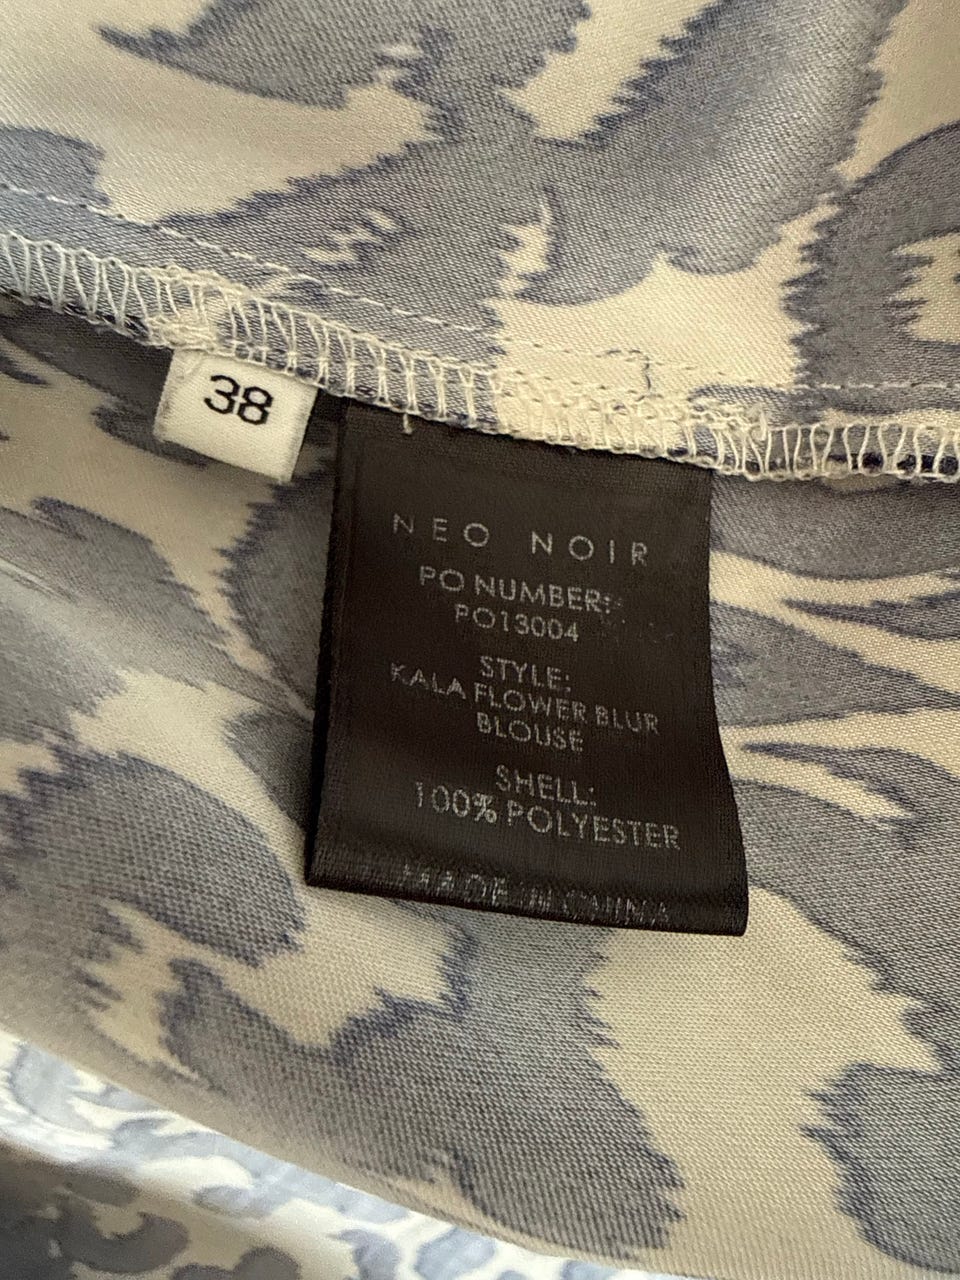 38
NEO NOIR
PO NUMBER:
PO13004
STYLE:
KALA FLOWER BLUR
BLOUSE
SHELL:
100% POLYESTER
MADE IN CHINA